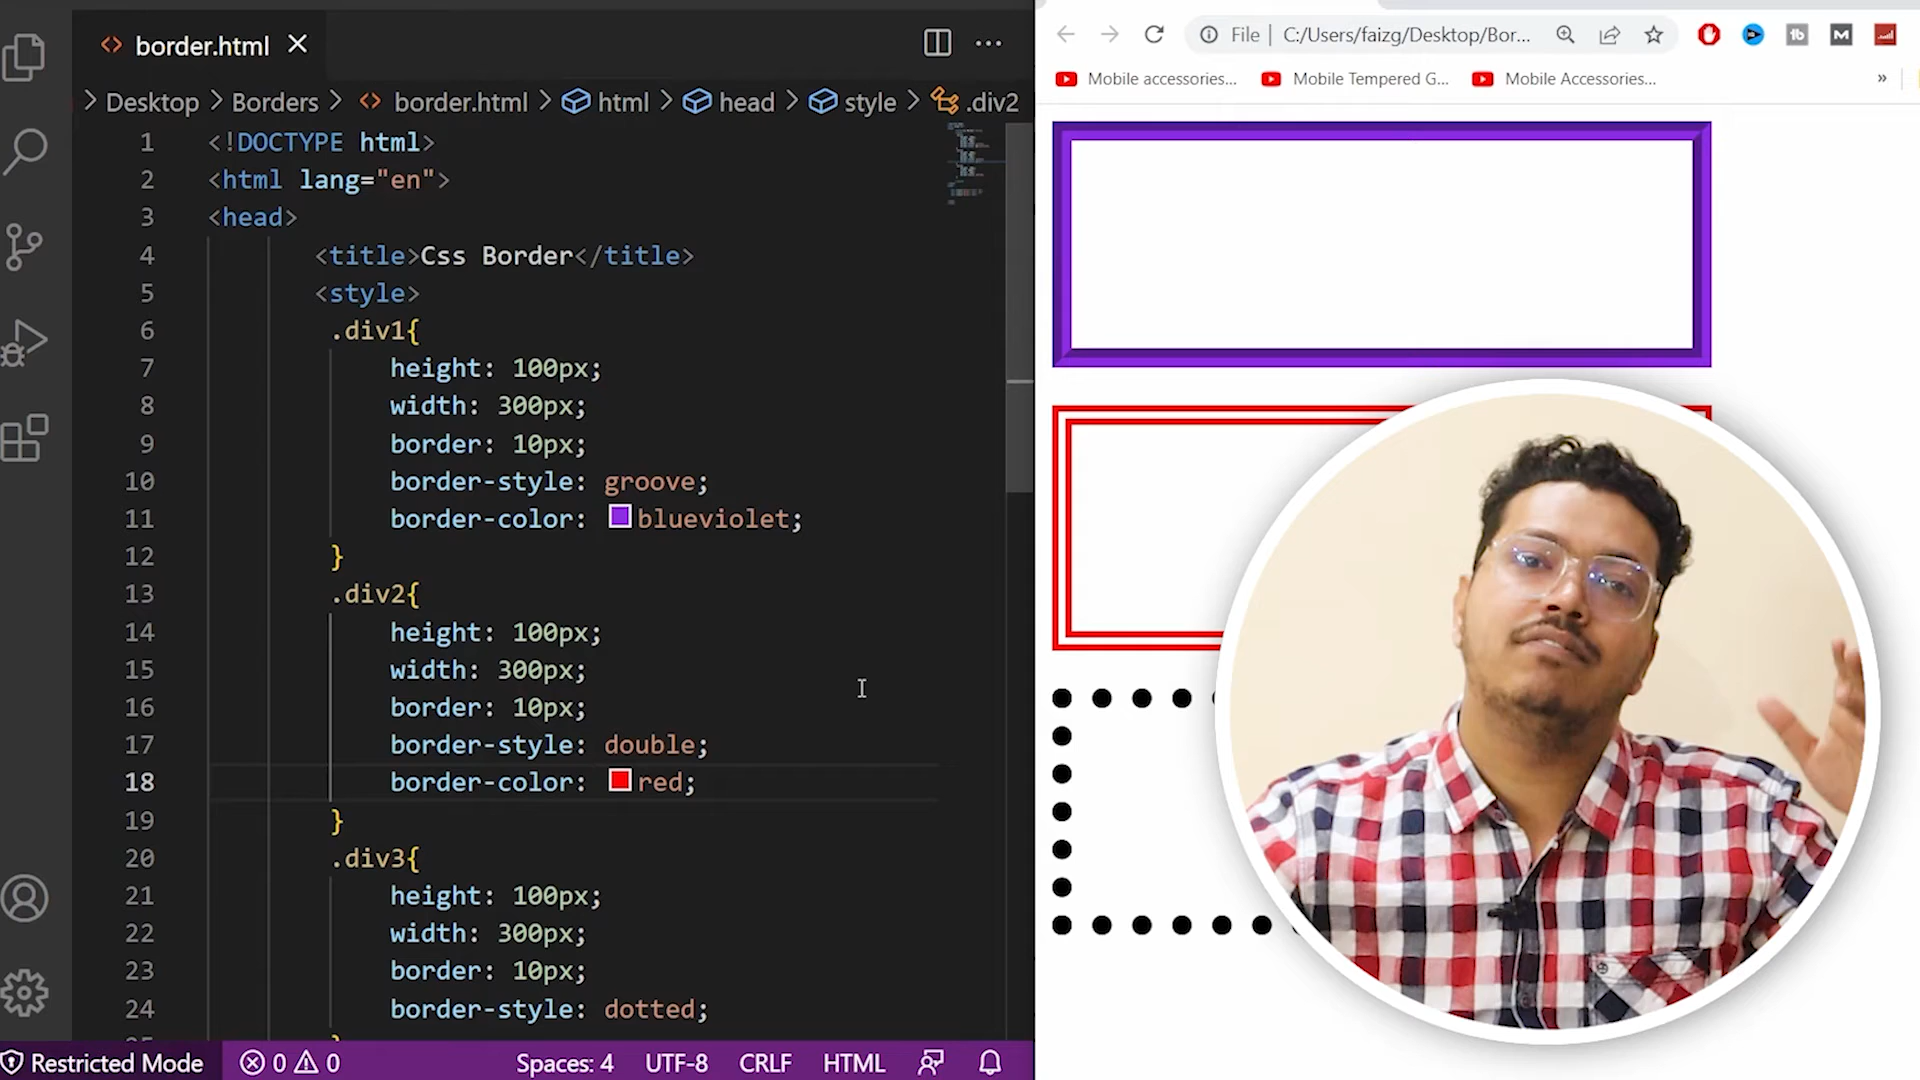 border.html
File | C:/Users/faizg/Desktop/Bor...
Mobile accessories... Mobile Tempered G... Mobile Accessories... »
> Desktop > Borders > border.html > html > head > style > .div2
1 <!DOCTYPE html>
2 <html lang="en">
3 <head>
4 <title>Css Border</title>
5 <style>
6 .div1{
7 height: 100px;
8 width: 300px;
9 border: 10px;
10 border-style: groove;
11 border-color: blueviolet;
12 }
13 .div2{
14 height: 100px;
15 width: 300px;
16 border: 10px;
17 border-style: double;
18 border-color: red;
19 }
20 .div3{
21 height: 100px;
22 width: 300px;
23 border: 10px;
24 border-style: dotted;
Restricted Mode 0 0 Spaces: 4 UTF-8 CRLF HTML